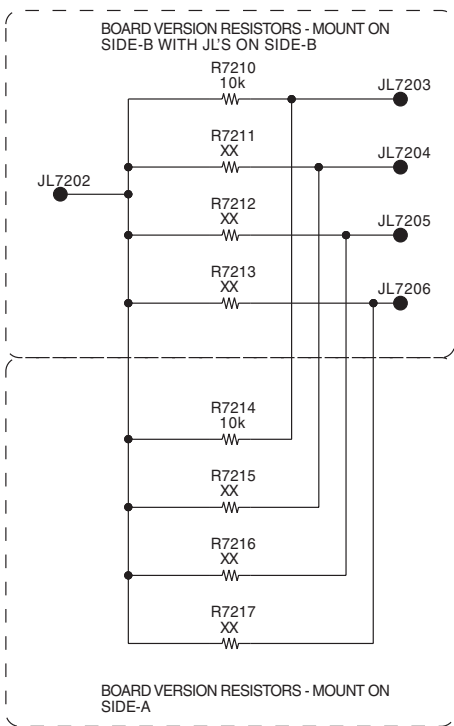 BOARD VERSION RESISTORS - MOUNT ON
SIDE-B WITH JL'S ON SIDE-B
R7210
10k
JL7203
R7211
XX
JL7204
JL7202
R7212
XX
JL7205
R7213
XX
JL7206
R7214
10k
R7215
XX
R7216
XX
R7217
XX
BOARD VERSION RESISTORS - MOUNT ON
SIDE-A